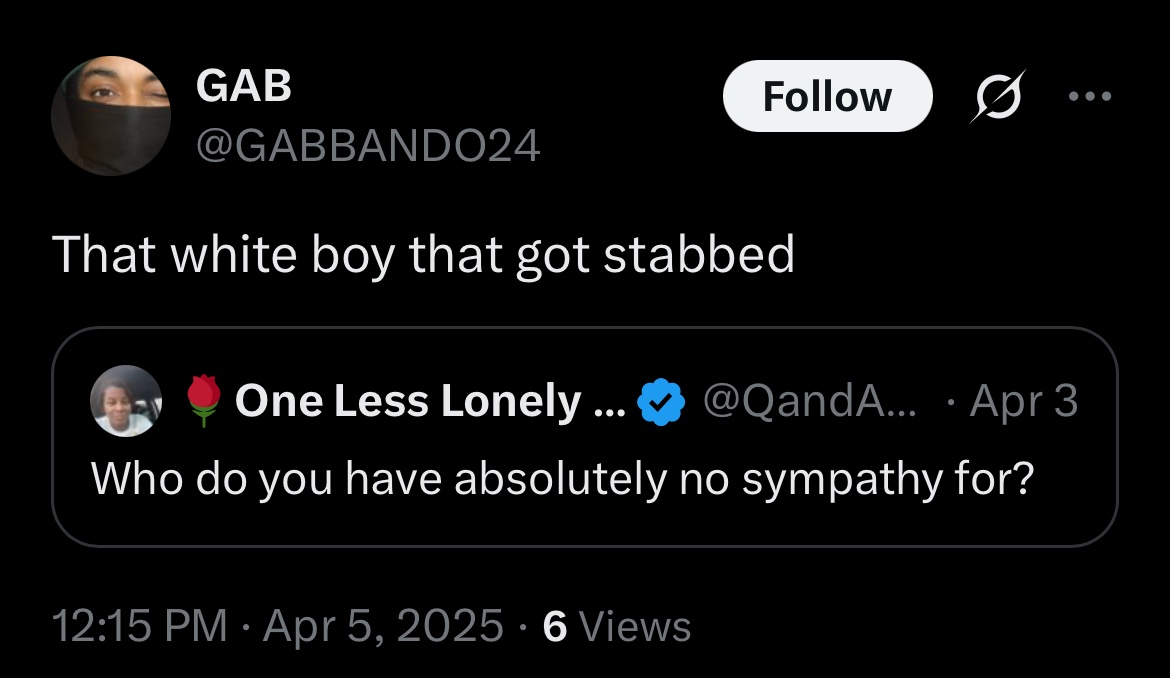 GAB
Follow
@GABBANDO24
That white boy that got stabbed
One Less Lonely ... @QandA... · Apr 3
Who do you have absolutely no sympathy for?
12:15 PM · Apr 5, 2025 · 6 Views